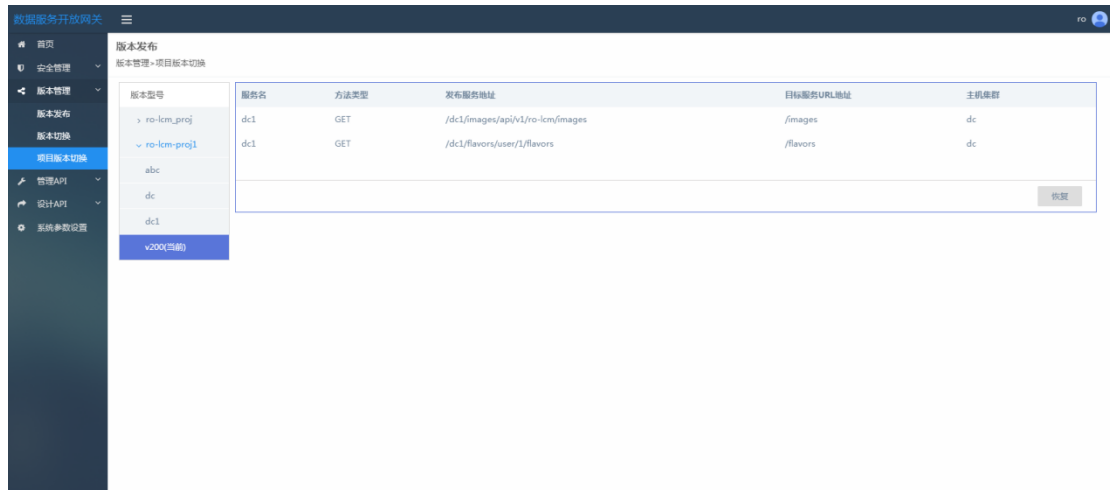 数据服务开放网关
ro
首页
安全管理
版本管理
版本发布
版本切换
项目版本切换
管理API
设计API
系统参数设置
版本发布
版本管理>项目版本切换
版本型号
ro-lcm_proj
ro-lcm-proj1
abc
dc
dc1
v200(当前)
服务名 方法类型 发布服务地址 目标服务URL地址 主机集群
dc1 GET /dc1/images/api/v1/ro-lcm/images /images dc
dc1 GET /dc1/flavors/user/1/flavors /flavors dc
恢复